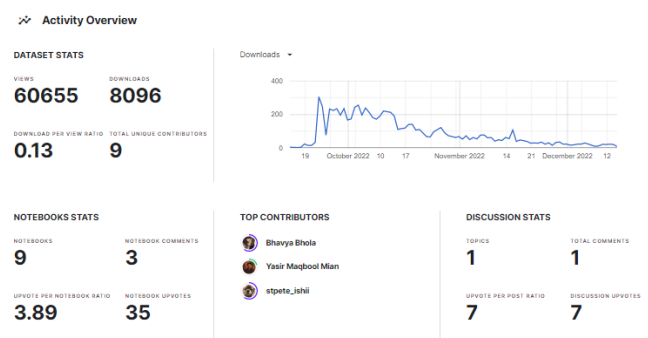 Activity Overview
DATASET STATS
VIEWS
60655
DOWNLOADS
8096
DOWNLOAD PER VIEW RATIO
0.13
TOTAL UNIQUE CONTRIBUTORS
9
Downloads
400
200
0
19 October 2022 10 17 November 2022 14 21 December 2022 12
NOTEBOOKS STATS
NOTEBOOKS
9
NOTEBOOK COMMENTS
3
UPVOTE PER NOTEBOOK RATIO
3.89
NOTEBOOK UPVOTES
35
TOP CONTRIBUTORS
Bhavya Bhola
Yasir Maqbool Mian
stpete_ishii
DISCUSSION STATS
TOPICS
1
TOTAL COMMENTS
1
UPVOTE PER POST RATIO
7
DISCUSSION UPVOTES
7